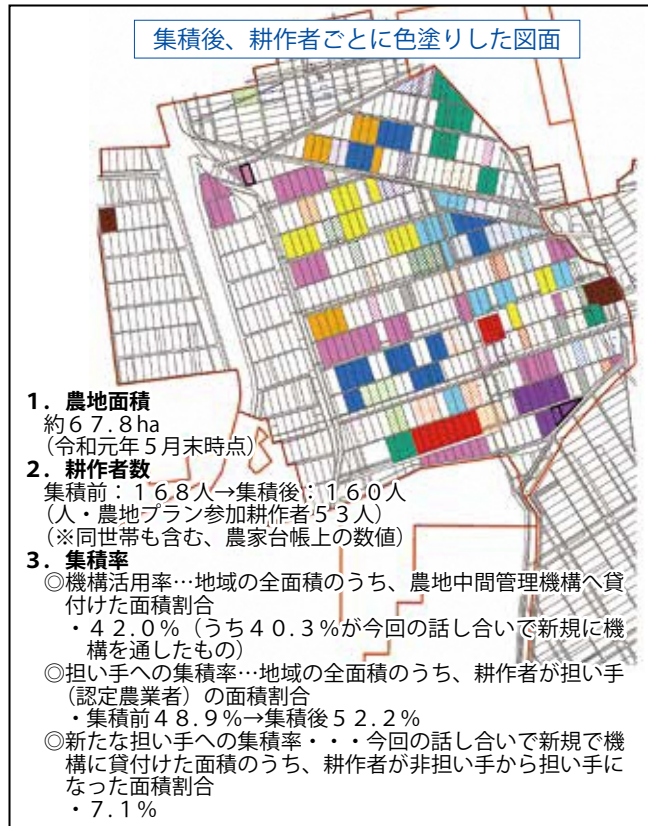 集積後、耕作者ごとに色塗りした図面
１．農地面積
約６７.８ha
（令和元年５月末時点）
２．耕作者数
集積前：１６８人→集積後：１６０人
（人・農地プラン参加耕作者５３人）
（※同世帯も含む、農家台帳上の数値）
３．集積率
◎機構活用率…地域の全面積のうち、農地中間管理機構へ貸
付けた面積割合
・４２.０％（うち４０.３％が今回の話し合いで新規に機
構を通したもの）
◎担い手への集積率…地域の全面積のうち、耕作者が担い手
（認定農業者）の面積割合
・集積前４８.９％→集積後５２.２％
◎新たな担い手への集積率・・・今回の話し合いで新規で機
構に貸付けた面積のうち、耕作者が非担い手から担い手に
なった面積割合
・７.１％